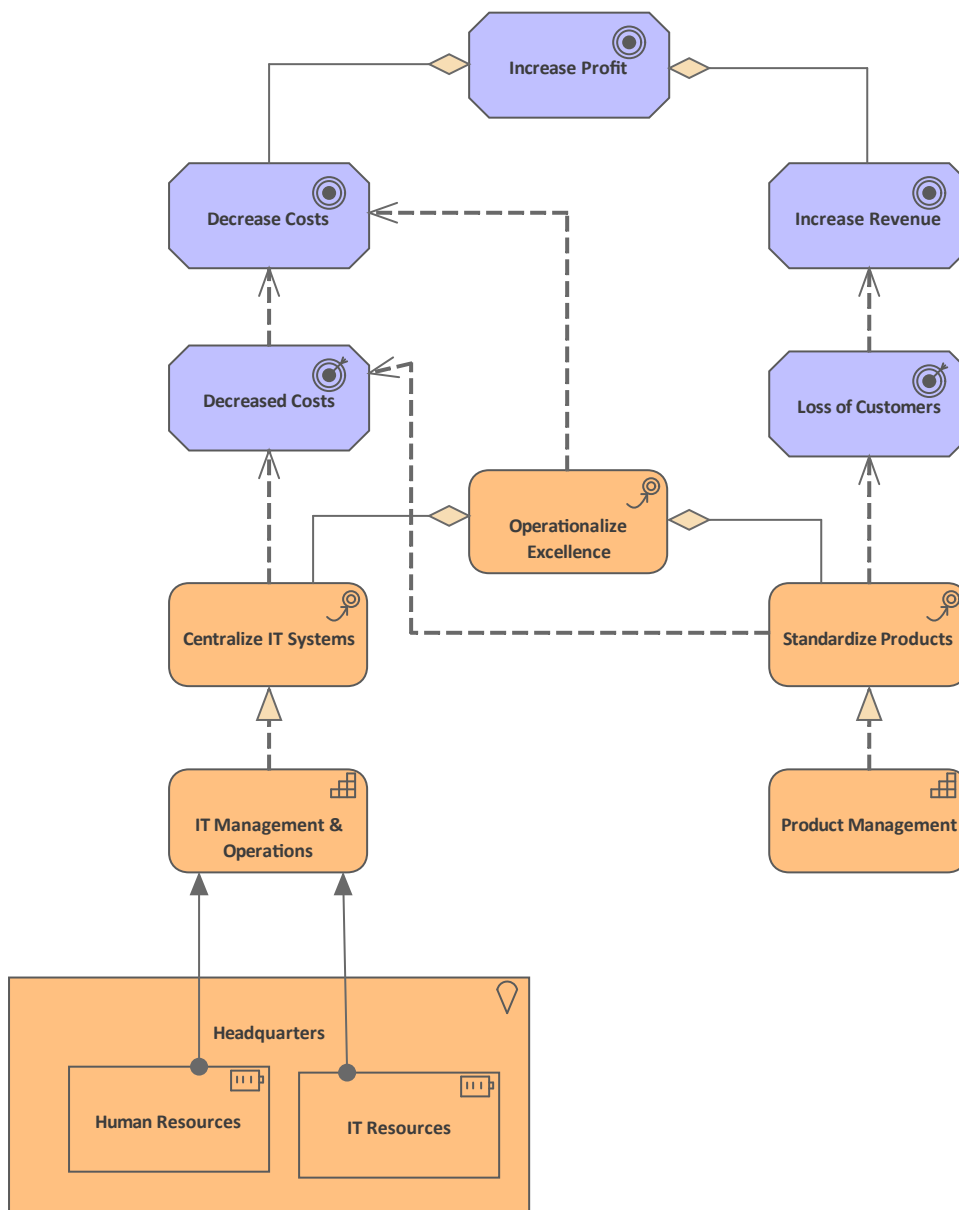 Increase Profit
Decrease Costs
Increase Revenue
Decreased Costs
Loss of Customers
Operationalize
Excellence
Centralize IT Systems
Standardize Products
IT Management &
Operations
Product Management
Headquarters
Human Resources
IT Resources